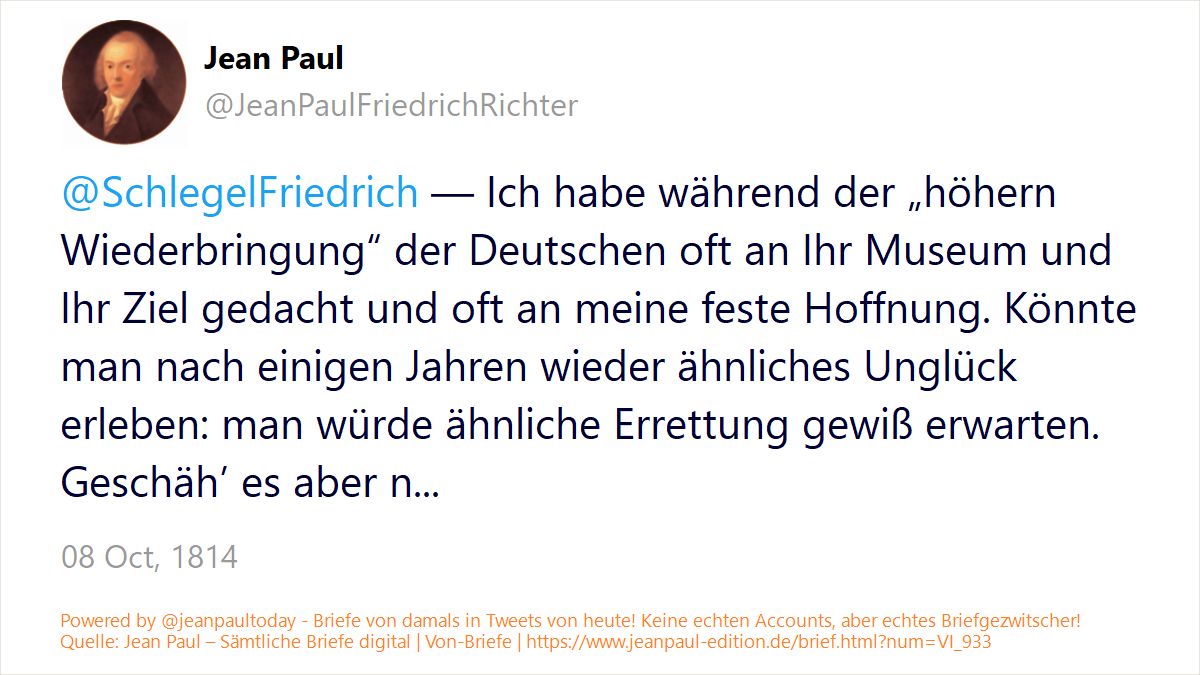 Jean Paul
@JeanPaulFriedrichRichter
@SchlegelFriedrich — Ich habe während der „höhern
Wiederbringung“ der Deutschen oft an Ihr Museum und
Ihr Ziel gedacht und oft an meine feste Hoffnung. Könnte
man nach einigen Jahren wieder ähnliches Unglück
erleben: man würde ähnliche Errettung gewiß erwarten.
Geschäh’ es aber n...
08 Oct, 1814
Powered by @jeanpaultoday - Briefe von damals in Tweets von heute! Keine echten Accounts, aber echtes Briefgezwitscher!
Quelle: Jean Paul – Sämtliche Briefe digital | Von-Briefe | https://www.jeanpaul-edition.de/brief.html?num=VI_933